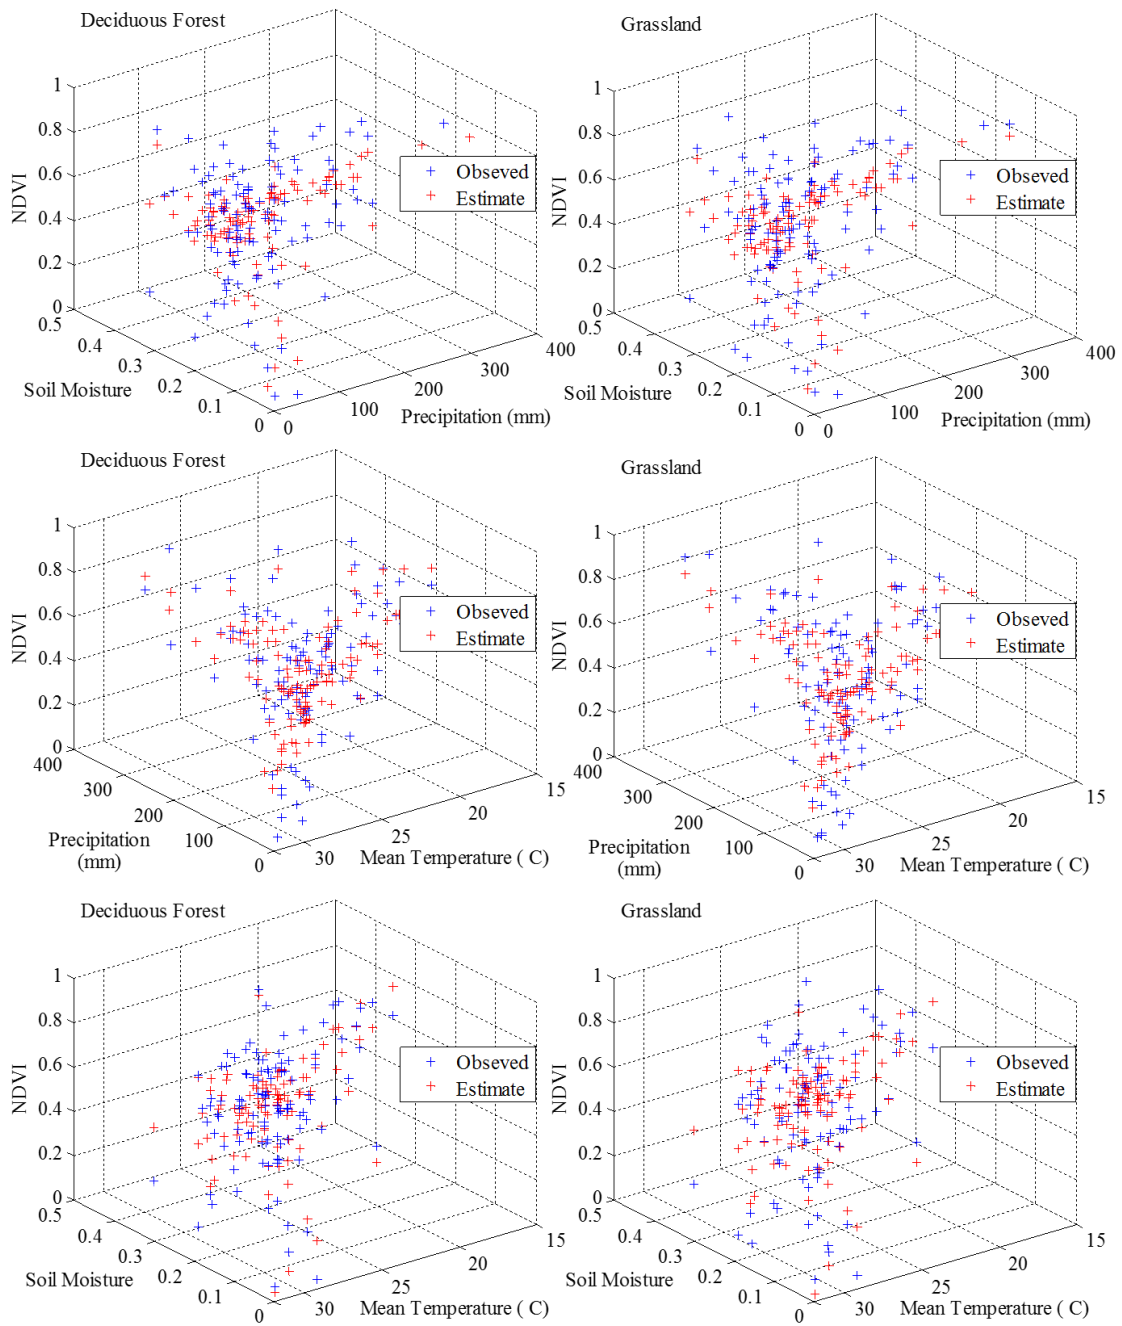 Deciduous Forest
1
0.8
0.6
0.4
0.2
0
NDVI
0.5
0.4
0.3
0.2
0.1
0
Soil Moisture
0
100
200
300
400
Precipitation (mm)
Obseved
Estimate
Grassland
1
0.8
0.6
0.4
0.2
0
NDVI
0.5
0.4
0.3
0.2
0.1
0
Soil Moisture
0
100
200
300
400
Precipitation (mm)
Obseved
Estimate
Deciduous Forest
1
0.8
0.6
0.4
0.2
0
NDVI
400
300
200
100
0
Precipitation
(mm)
30
25
20
15
Mean Temperature ( C)
Obseved
Estimate
Grassland
1
0.8
0.6
0.4
0.2
0
NDVI
400
300
200
100
0
Precipitation
(mm)
30
25
20
15
Mean Temperature ( C)
Obseved
Estimate
Deciduous Forest
1
0.8
0.6
0.4
0.2
0
NDVI
0.5
0.4
0.3
0.2
0.1
0
Soil Moisture
30
25
20
15
Mean Temperature ( C)
Obseved
Estimate
Grassland
1
0.8
0.6
0.4
0.2
0
NDVI
0.5
0.4
0.3
0.2
0.1
0
Soil Moisture
30
25
20
15
Mean Temperature ( C)
Obseved
Estimate